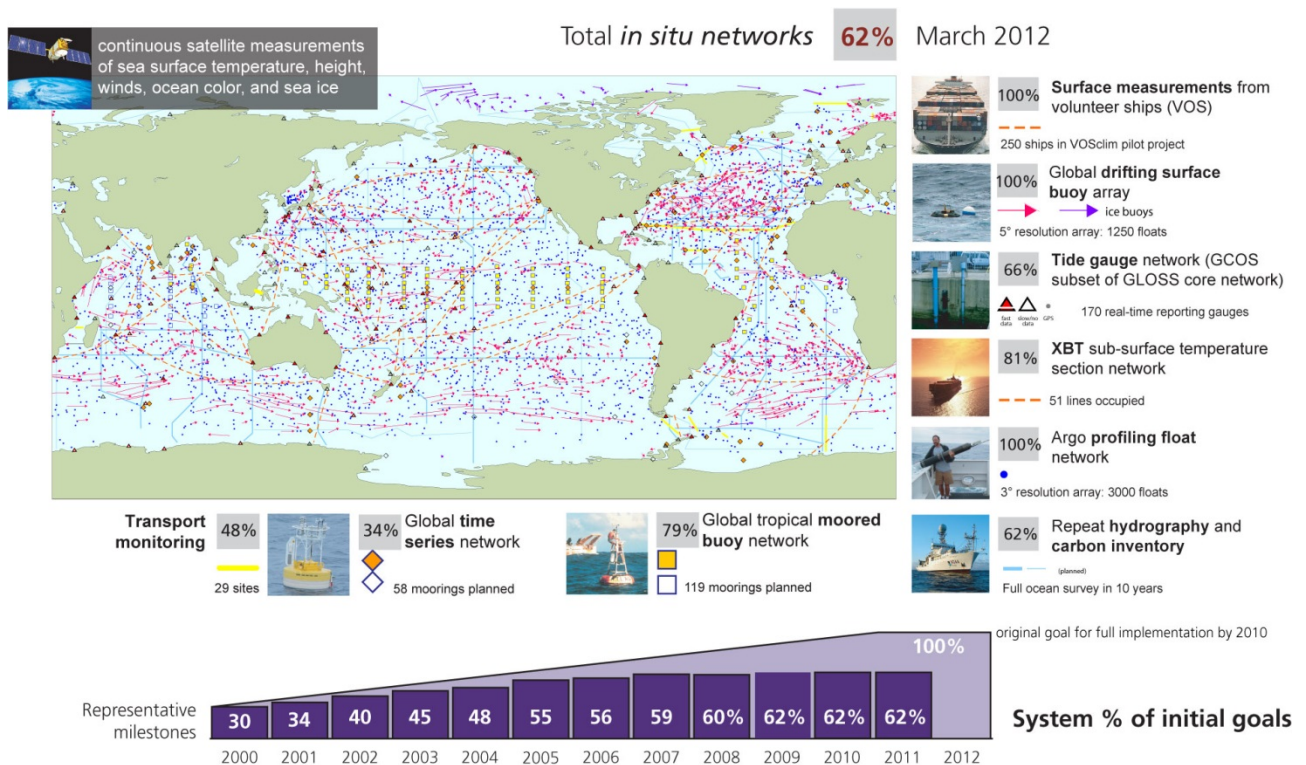 continuous satellite measurements
of sea surface temperature, height,
winds, ocean color, and sea ice
Total in situ networks 62% March 2012
100% Surface measurements from
volunteer ships (VOS)
250 ships in VOSclim pilot project
100% Global drifting surface
buoy array
ice buoys
5° resolution array: 1250 floats
66% Tide gauge network (GCOS
subset of GLOSS core network)
fast data slow/no data GPS
170 real-time reporting gauges
81% XBT sub-surface temperature
section network
51 lines occupied
100% Argo profiling float
network
3° resolution array: 3000 floats
62% Repeat hydrography and
carbon inventory
(planned)
Full ocean survey in 10 years
Transport
monitoring
48%
29 sites
34% Global time
series network
58 moorings planned
79% Global tropical moored
buoy network
119 moorings planned
original goal for full implementation by 2010
100%
Representative
milestones
30 34 40 45 48 55 56 59 60% 62% 62% 62%
System % of initial goals
2000 2001 2002 2003 2004 2005 2006 2007 2008 2009 2010 2011 2012